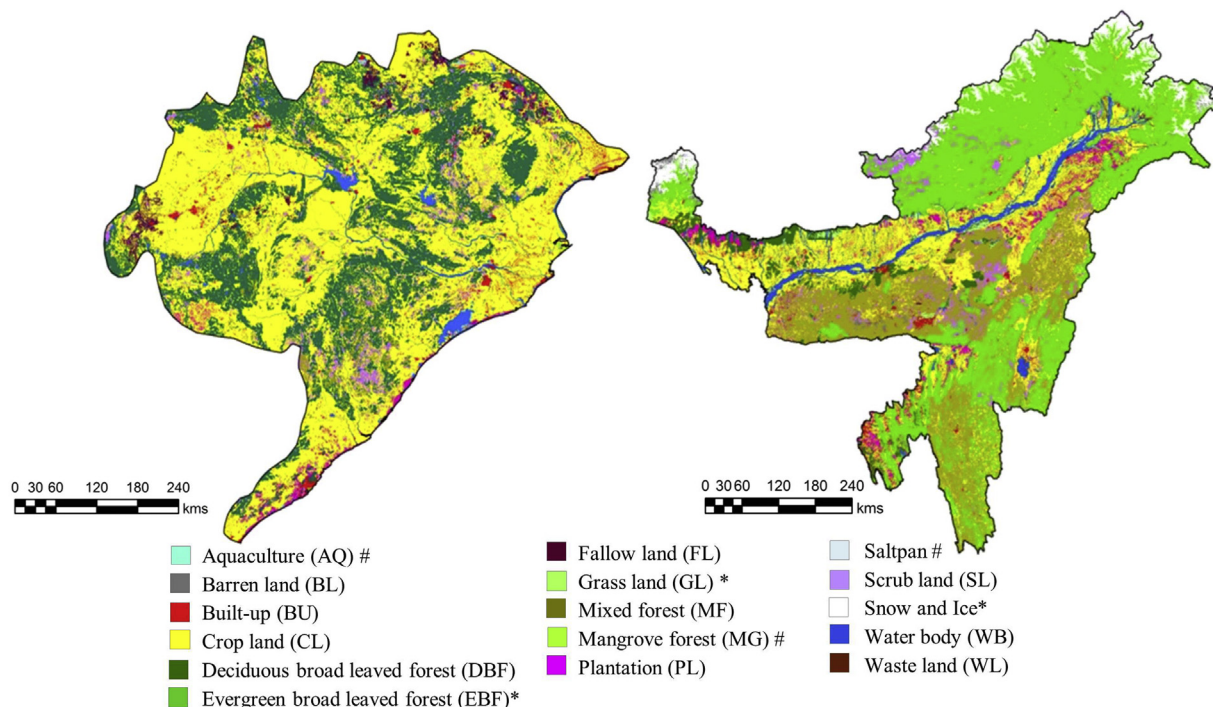 0 30 60 120 180 240
kms
0 3060 120 180 240
kms
Aquaculture (AQ) #
Barren land (BL)
Built-up (BU)
Crop land (CL)
Deciduous broad leaved forest (DBF)
Evergreen broad leaved forest (EBF)*
Fallow land (FL)
Grass land (GL) *
Mixed forest (MF)
Mangrove forest (MG) #
Plantation (PL)
Saltpan #
Scrub land (SL)
Snow and Ice*
Water body (WB)
Waste land (WL)